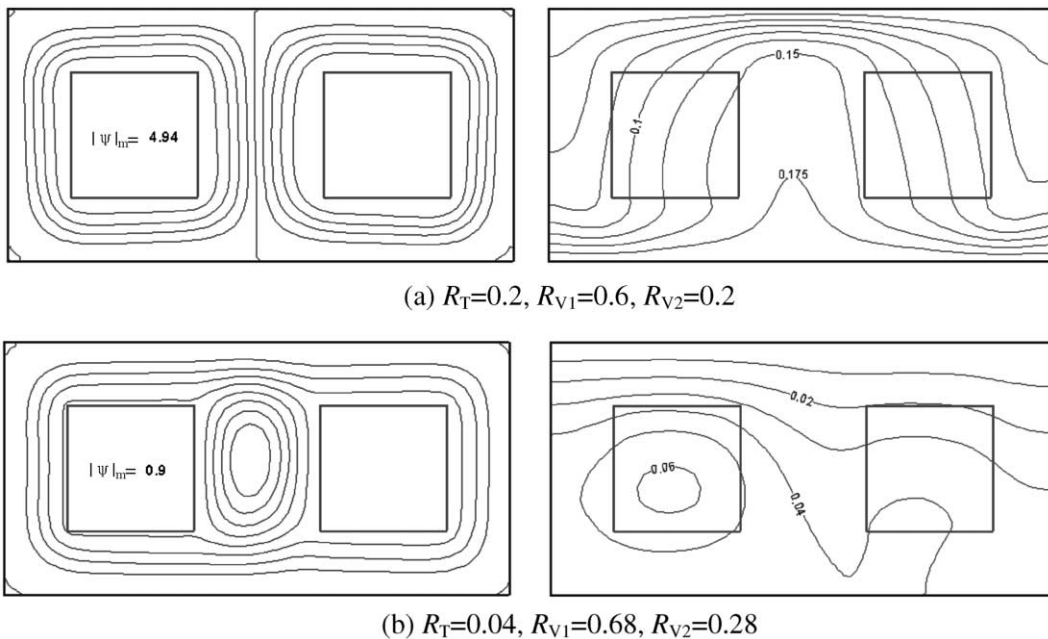 |ψ|m= 4.94
0.15
0.1
0.175
(a) RT=0.2, RV1=0.6, RV2=0.2
|ψ|m= 0.9
0.02
0.06
0.04
(b) RT=0.04, RV1=0.68, RV2=0.28